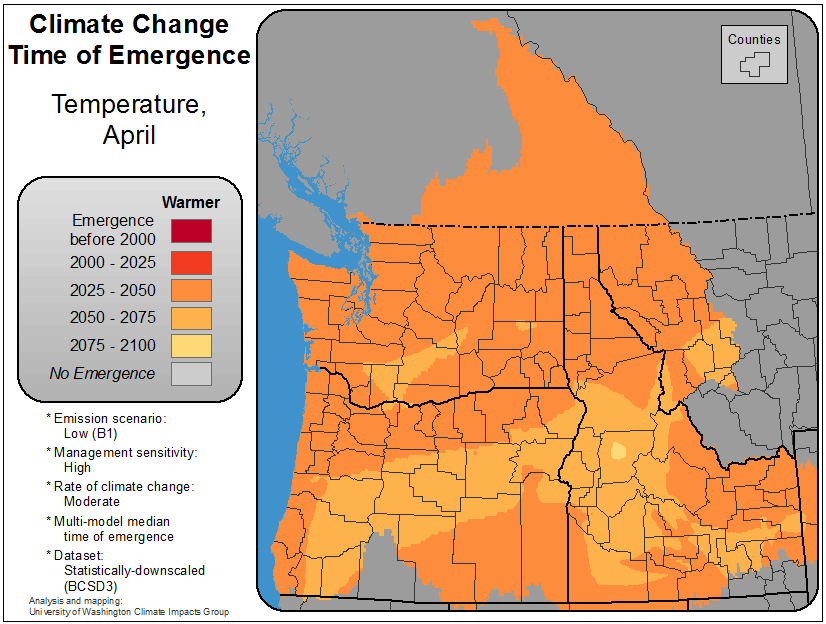 Climate Change
Time of Emergence
Temperature,
April
Warmer
Emergence
before 2000
2000 - 2025
2025 - 2050
2050 - 2075
2075 - 2100
No Emergence
* Emission scenario:
Low (B1)
* Management sensitivity:
High
* Rate of climate change:
Moderate
* Multi-model median
time of emergence
* Dataset:
Statistically-downscaled
(BCSD3)
Analysis and mapping:
University of Washington Climate Impacts Group
Counties